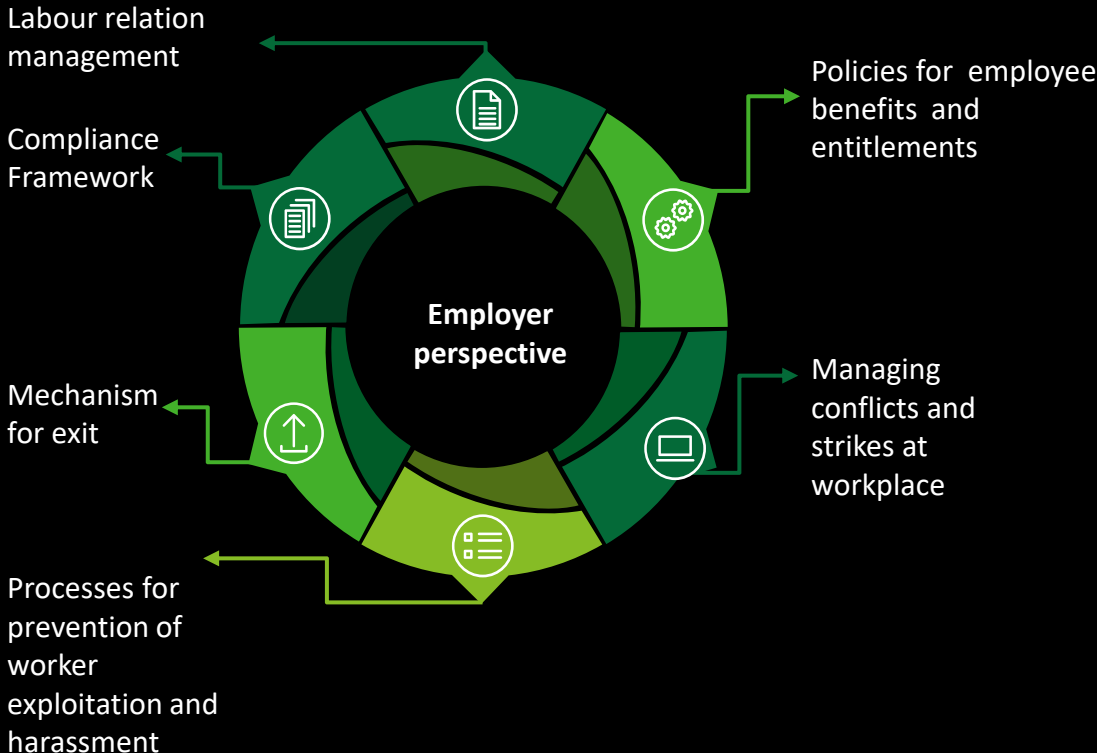 Labour relation
management
Compliance
Framework
Mechanism
for exit
Processes for
prevention of
worker
exploitation and
harassment
Employer
perspective
Policies for employee
benefits and
entitlements
Managing
conflicts and
strikes at
workplace